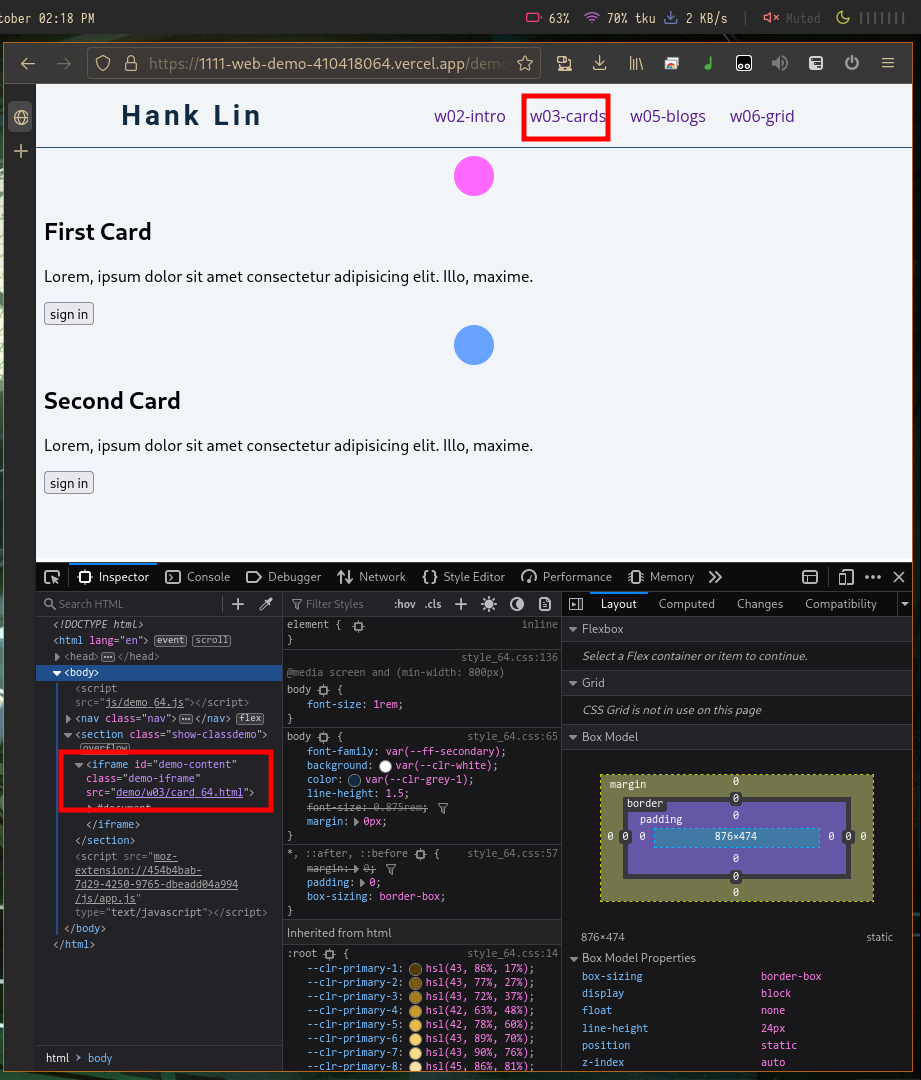 tober 02:18 PM 63% 70% tku 2 KB/s | Muted
https://1111-web-demo-410418064.vercel.app/demo
Hank Lin w02-intro w03-cards w05-blogs w06-grid
First Card
Lorem, ipsum dolor sit amet consectetur adipisicing elit. Illo, maxime.
sign in
Second Card
Lorem, ipsum dolor sit amet consectetur adipisicing elit. Illo, maxime.
sign in
Inspector Console Debugger Network Style Editor Performance Memory
Search HTML
<!DOCTYPE html>
<html lang="en"> event scroll
<head> </head>
<body>
<script
src="js/demo_64.js"></script>
<nav class="nav"> </nav> flex
<section class="show-classdemo">
overflow
<iframe id="demo-content"
class="demo-iframe"
src="demo/w03/card_64.html">
#document
</iframe>
</section>
<script src="moz-
extension://454b4bab-
7d29-4250-9765-dbeadd04a994
/js/app.js"
type="text/javascript"></script>
</body>
</html>
html > body
Filter Styles :hov .cls
element { inline
}
style_64.css:136
@media screen and (min-width: 800px)
body {
font-size: 1rem;
}
body { style_64.css:65
font-family: var(--ff-secondary);
background: var(--clr-white);
color: var(--clr-grey-1);
line-height: 1.5;
font-size: 0.875rem;
margin: 0px;
}
*, ::after, ::before { style_64.css:57
margin: 0;
padding: 0;
box-sizing: border-box;
}
Inherited from html
:root { style_64.css:14
--clr-primary-1: hsl(43, 86%, 17%);
--clr-primary-2: hsl(43, 77%, 27%);
--clr-primary-3: hsl(43, 72%, 37%);
--clr-primary-4: hsl(42, 63%, 48%);
--clr-primary-5: hsl(42, 78%, 60%);
--clr-primary-6: hsl(43, 89%, 70%);
--clr-primary-7: hsl(43, 90%, 76%);
--clr-primary-8: hsl(45, 86%, 81%);
Layout Computed Changes Compatibility
Flexbox
Select a Flex container or item to continue.
Grid
CSS Grid is not in use on this page
Box Model
margin 0
border 0
padding 0
0 0 0 876×474 0 0 0
0
0
0
876×474 static
Box Model Properties
box-sizing border-box
display block
float none
line-height 24px
position static
z-index auto